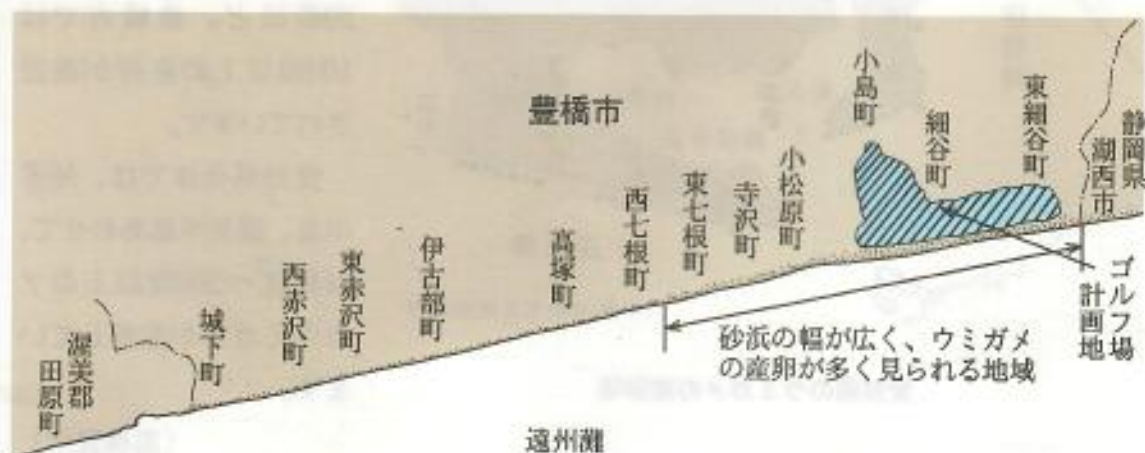 豊橋市
小島町
細谷町
東細谷町
静岡県
湖西市
小松原町
寺沢町
東七根町
西七根町
高塚町
伊古部町
東赤沢町
西赤沢町
城下町
渥美郡
田原町
ゴルフ場
計画地
砂浜の幅が広く、ウミガメ
の産卵が多く見られる地域
遠州灘